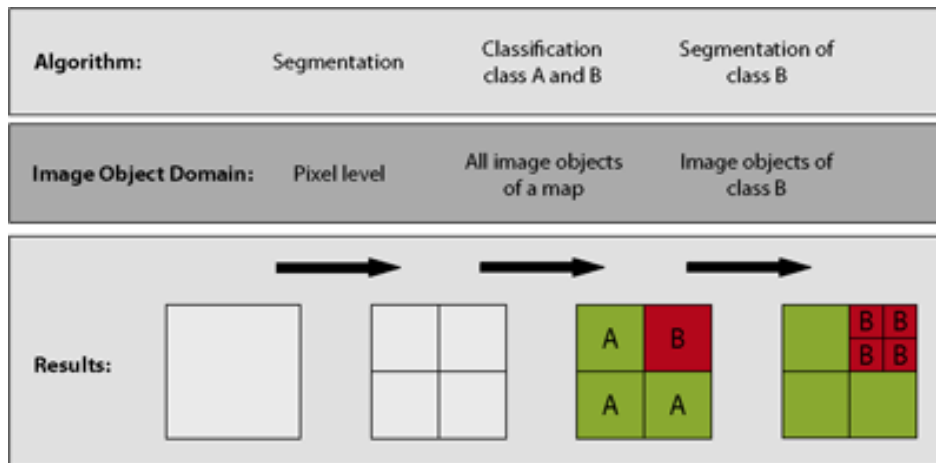 Algorithm:
Segmentation
Classification
class A and B
Segmentation of
class B
Image Object Domain:
Pixel level
All image objects
of a map
Image objects of
class B
Results:
A B
A A
B B
B B